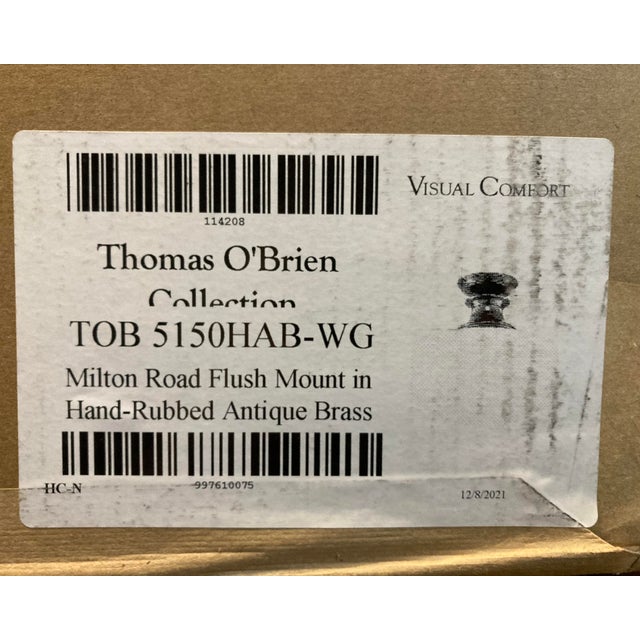 114208
VISUAL COMFORT
Thomas O'Brien
Collection
TOB 5150HAB-WG
Milton Road Flush Mount in
Hand-Rubbed Antique Brass
HC-N
997610075
12/8/2021